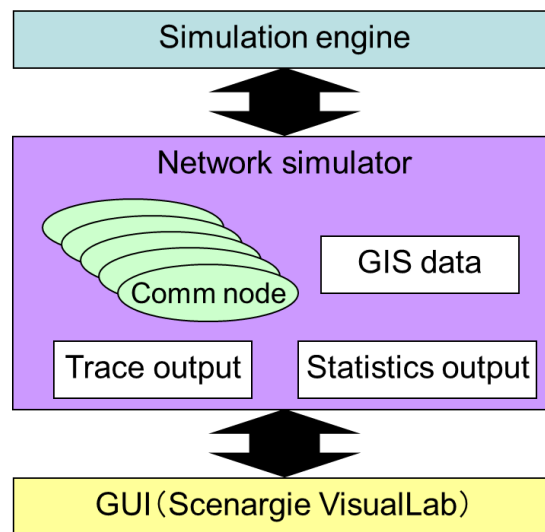 Simulation engine
Network simulator
Comm node
GIS data
Trace output
Statistics output
GUI（Scenargie VisualLab）